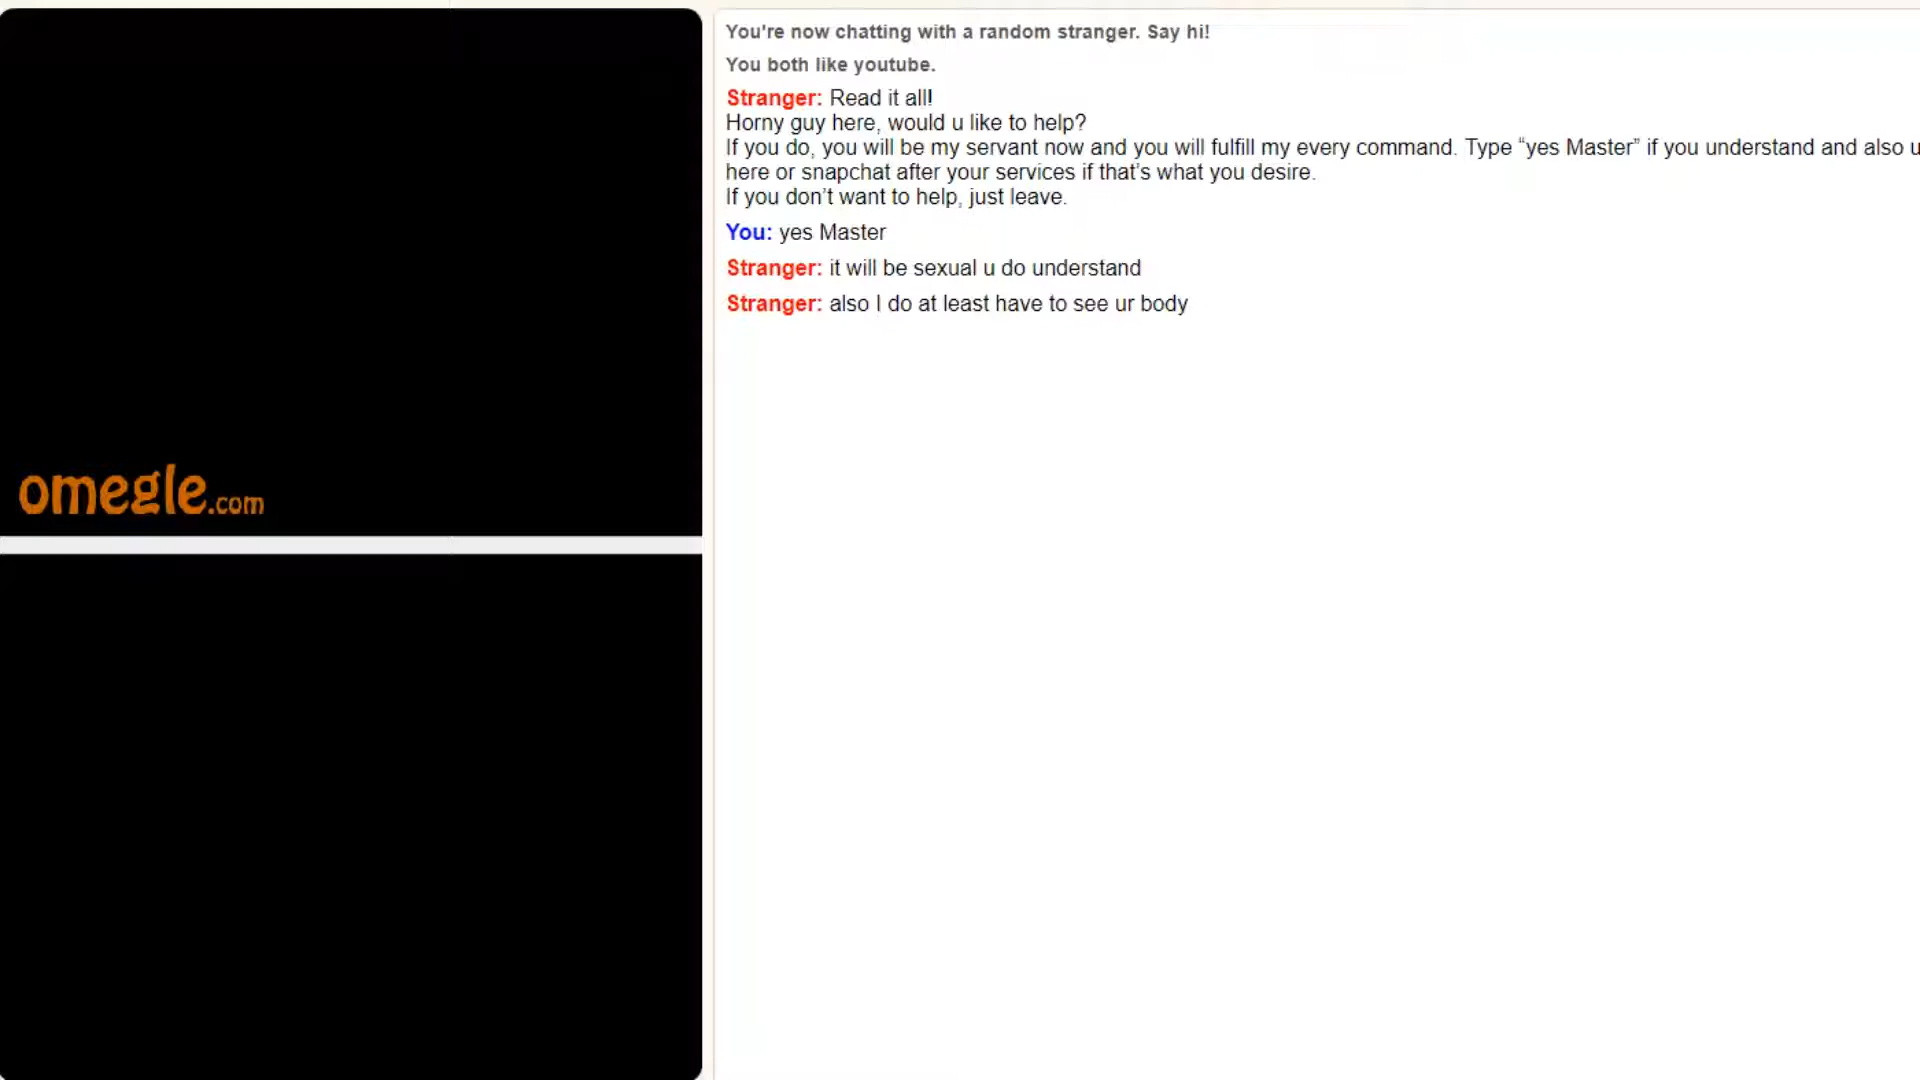 You're now chatting with a random stranger. Say hi!
You both like youtube.
Stranger: Read it all!
Horny guy here, would u like to help?
If you do, you will be my servant now and you will fulfill my every command. Type “yes Master” if you understand and also u
here or snapchat after your services if that’s what you desire.
If you don’t want to help, just leave.
You: yes Master
Stranger: it will be sexual u do understand
Stranger: also I do at least have to see ur body
omegle.com